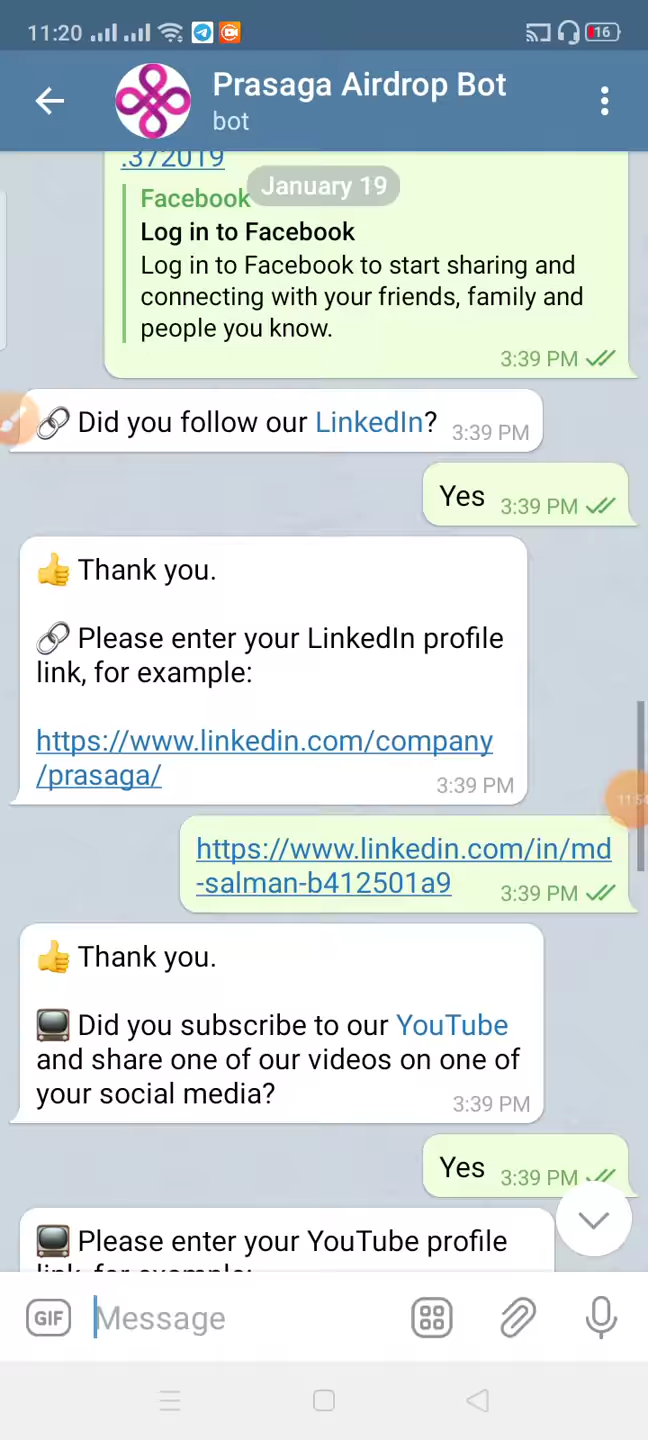 11:20
16
Prasaga Airdrop Bot
bot
.372019
January 19
Facebook
Log in to Facebook
Log in to Facebook to start sharing and
connecting with your friends, family and
people you know.
3:39 PM
Did you follow our LinkedIn?
3:39 PM
Yes 3:39 PM
Thank you.
Please enter your LinkedIn profile
link, for example:
https://www.linkedin.com/company
/prasaga/
3:39 PM
11:54
https://www.linkedin.com/in/md
-salman-b412501a9
3:39 PM
Thank you.
Did you subscribe to our YouTube
and share one of our videos on one of
your social media?
3:39 PM
Yes 3:39 PM
Please enter your YouTube profile
link, for example:
GIF
Message